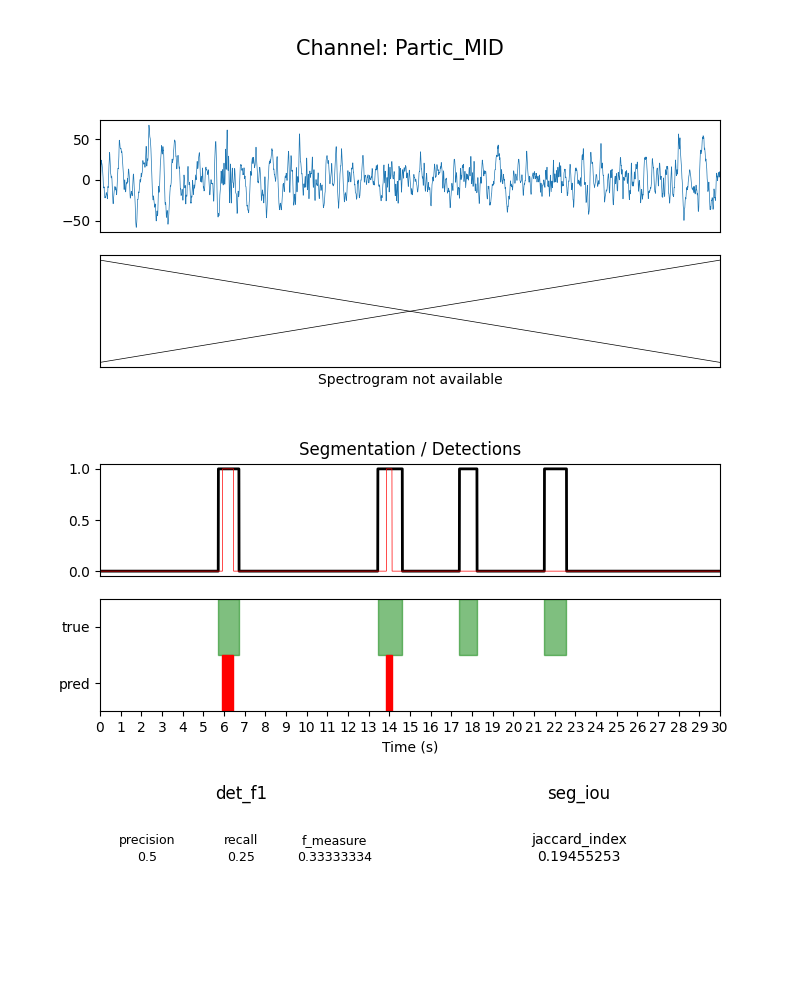 Channel: Partic_MID
50
0
−50
Spectrogram not available
Segmentation / Detections
1.0
0.5
0.0
true
pred
0 1 2 3 4 5 6 7 8 9 10 11 12 13 14 15 16 17 18 19 20 21 22 23 24 25 26 27 28 29 30
Time (s)
det_f1 seg_iou
precision recall f_measure jaccard_index
0.5 0.25 0.33333334 0.19455253